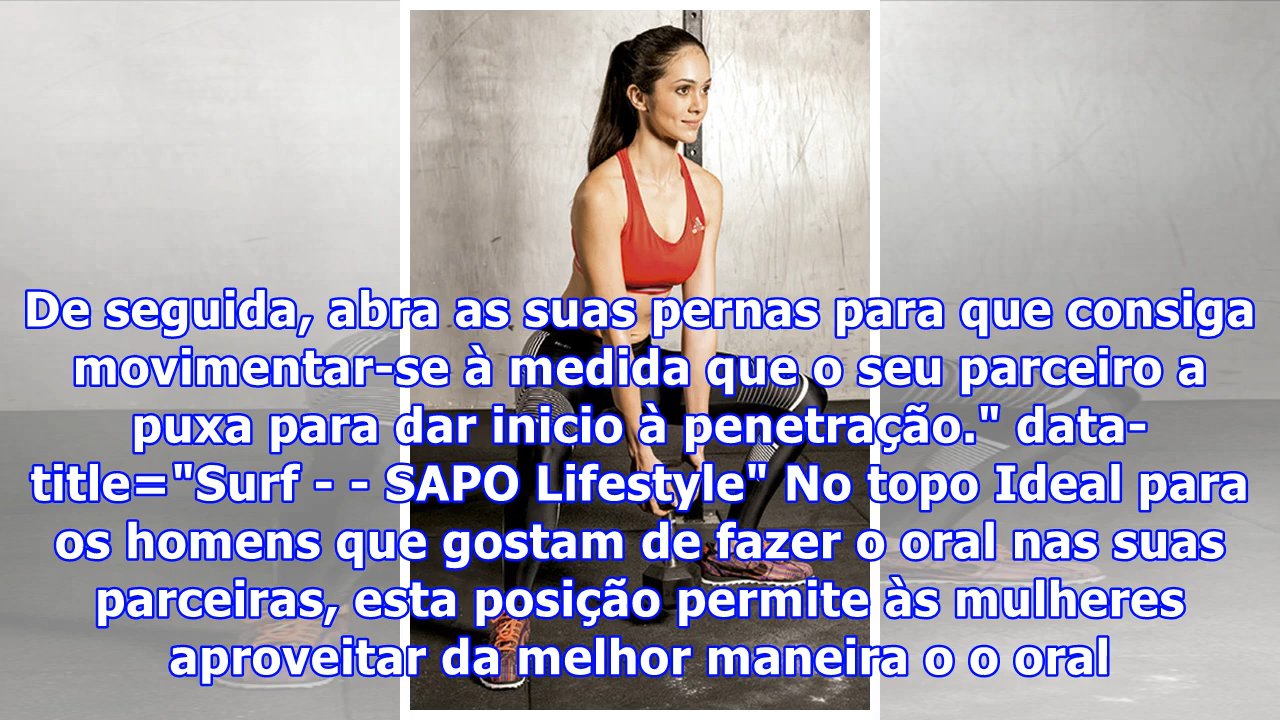 De seguida, abra as suas pernas para que consiga
movimentar-se à medida que o seu parceiro a
puxa para dar inicio à penetração." data-
title="Surf - - SAPO Lifestyle" No topo Ideal para
os homens que gostam de fazer o oral nas suas
parceiras, esta posição permite às mulheres
aproveitar da melhor maneira o o oral